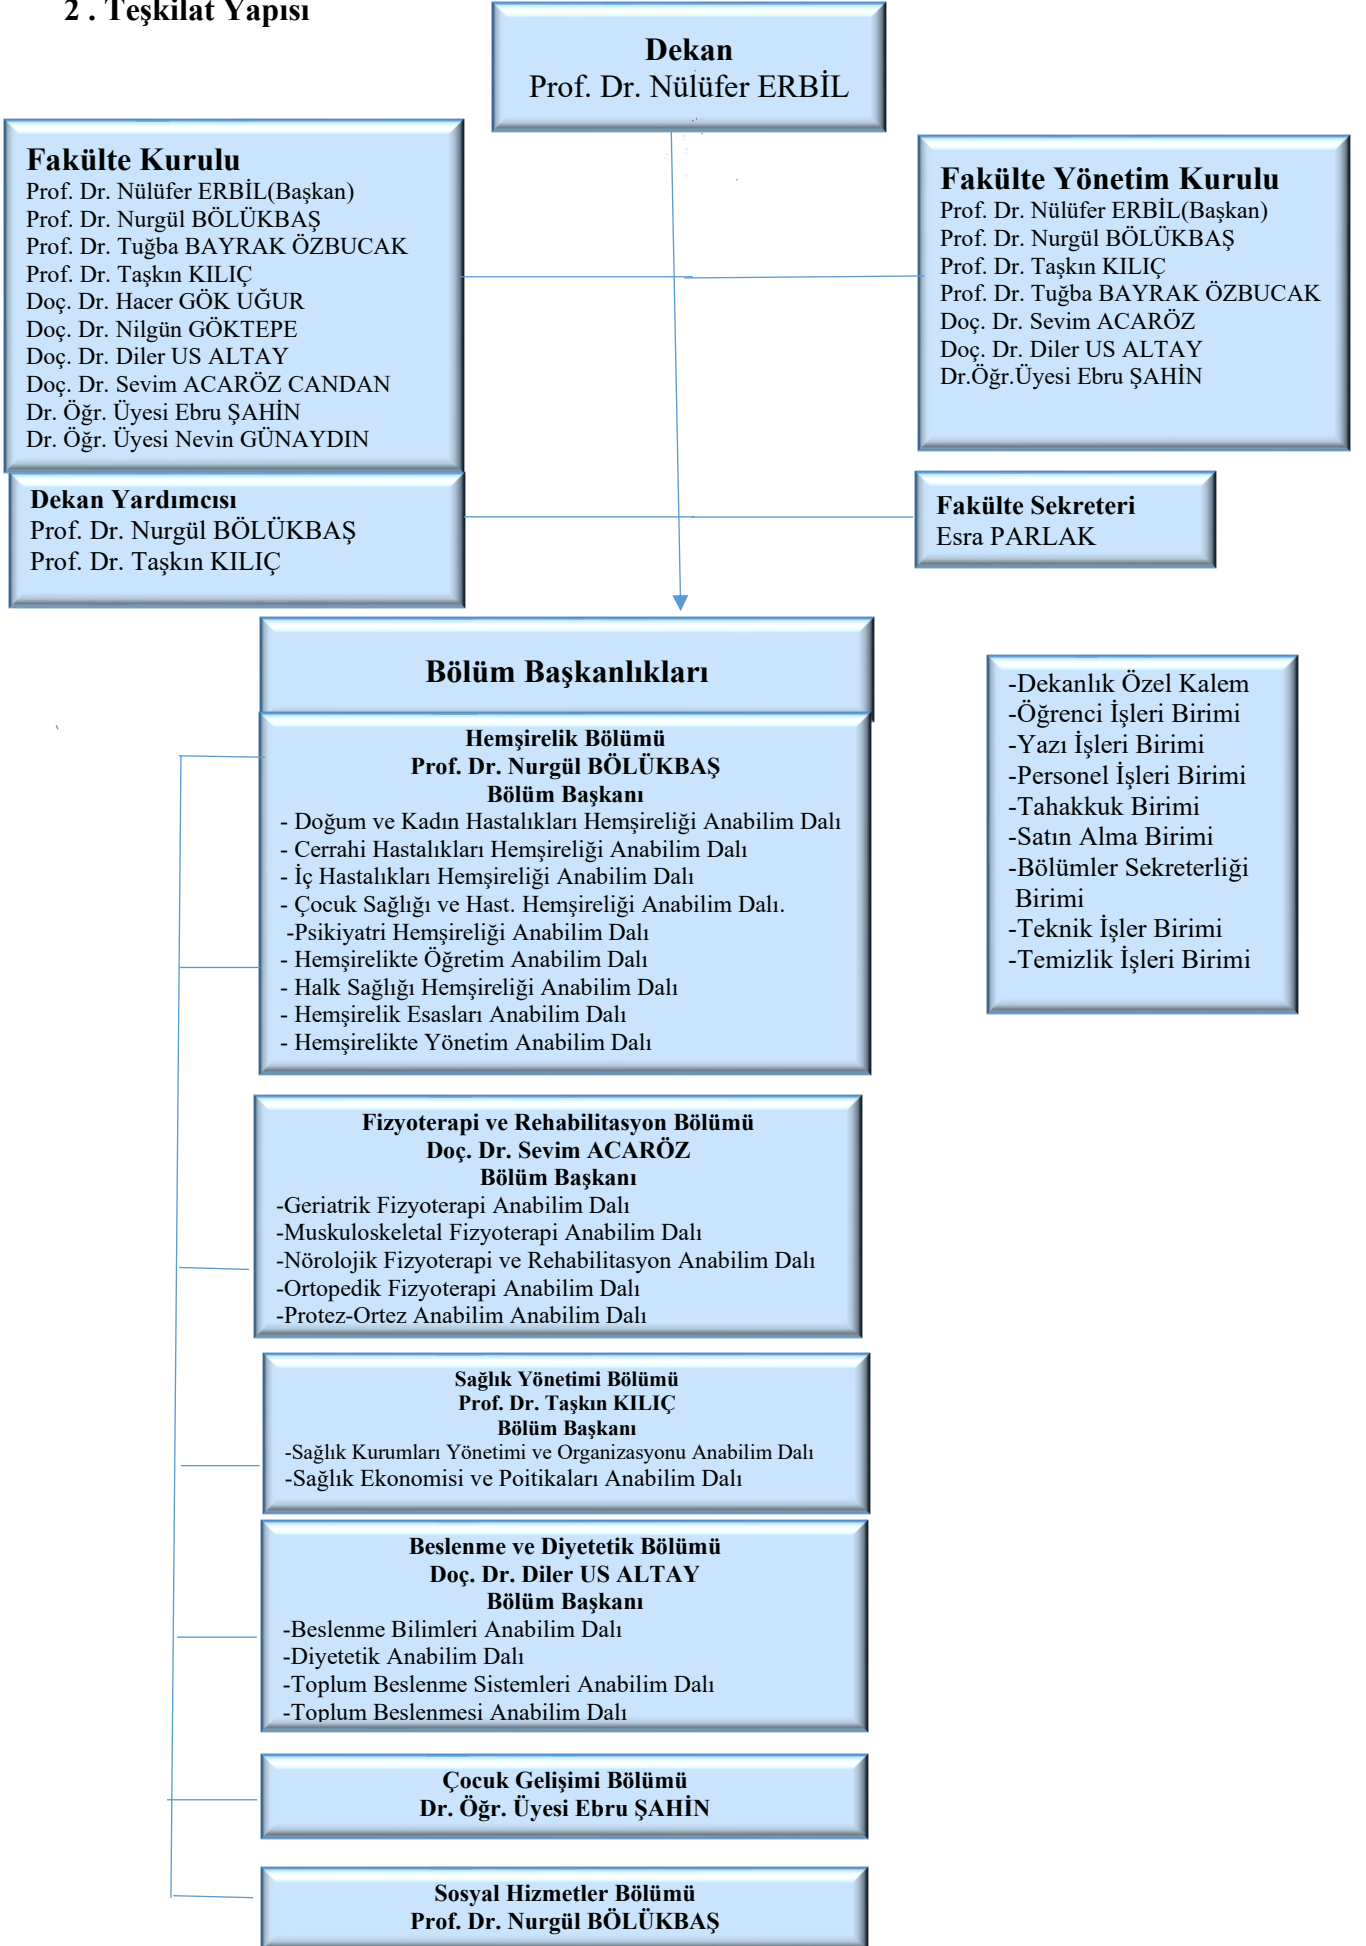 2 . Teşkilat Yapısı
Dekan
Prof. Dr. Nülüfer ERBİL
Fakülte Kurulu
Prof. Dr. Nülüfer ERBİL(Başkan)
Prof. Dr. Nurgül BÖLÜKBAŞ
Prof. Dr. Tuğba BAYRAK ÖZBUCAK
Prof. Dr. Taşkın KILIÇ
Doç. Dr. Hacer GÖK UĞUR
Doç. Dr. Nilgün GÖKTEPE
Doç. Dr. Diler US ALTAY
Doç. Dr. Sevim ACARÖZ CANDAN
Dr. Öğr. Üyesi Ebru ŞAHİN
Dr. Öğr. Üyesi Nevin GÜNAYDIN
Fakülte Yönetim Kurulu
Prof. Dr. Nülüfer ERBİL(Başkan)
Prof. Dr. Nurgül BÖLÜKBAŞ
Prof. Dr. Taşkın KILIÇ
Prof. Dr. Tuğba BAYRAK ÖZBUCAK
Doç. Dr. Sevim ACARÖZ
Doç. Dr. Diler US ALTAY
Dr.Öğr.Üyesi Ebru ŞAHİN
Dekan Yardımcısı
Prof. Dr. Nurgül BÖLÜKBAŞ
Prof. Dr. Taşkın KILIÇ
Fakülte Sekreteri
Esra PARLAK
Bölüm Başkanlıkları
Hemşirelik Bölümü
Prof. Dr. Nurgül BÖLÜKBAŞ
Bölüm Başkanı
- Doğum ve Kadın Hastalıkları Hemşireliği Anabilim Dalı
- Cerrahi Hastalıkları Hemşireliği Anabilim Dalı
- İç Hastalıkları Hemşireliği Anabilim Dalı
- Çocuk Sağlığı ve Hast. Hemşireliği Anabilim Dalı.
-Psikiyatri Hemşireliği Anabilim Dalı
- Hemşirelikte Öğretim Anabilim Dalı
- Halk Sağlığı Hemşireliği Anabilim Dalı
- Hemşirelik Esasları Anabilim Dalı
- Hemşirelikte Yönetim Anabilim Dalı
-Dekanlık Özel Kalem
-Öğrenci İşleri Birimi
-Yazı İşleri Birimi
-Personel İşleri Birimi
-Tahakkuk Birimi
-Satın Alma Birimi
-Bölümler Sekreterliği
Birimi
-Teknik İşler Birimi
-Temizlik İşleri Birimi
Fizyoterapi ve Rehabilitasyon Bölümü
Doç. Dr. Sevim ACARÖZ
Bölüm Başkanı
-Geriatrik Fizyoterapi Anabilim Dalı
-Muskuloskeletal Fizyoterapi Anabilim Dalı
-Nörolojik Fizyoterapi ve Rehabilitasyon Anabilim Dalı
-Ortopedik Fizyoterapi Anabilim Dalı
-Protez-Ortez Anabilim Anabilim Dalı
Sağlık Yönetimi Bölümü
Prof. Dr. Taşkın KILIÇ
Bölüm Başkanı
-Sağlık Kurumları Yönetimi ve Organizasyonu Anabilim Dalı
-Sağlık Ekonomisi ve Poitikaları Anabilim Dalı
Beslenme ve Diyetetik Bölümü
Doç. Dr. Diler US ALTAY
Bölüm Başkanı
-Beslenme Bilimleri Anabilim Dalı
-Diyetetik Anabilim Dalı
-Toplum Beslenme Sistemleri Anabilim Dalı
-Toplum Beslenmesi Anabilim Dalı
Çocuk Gelişimi Bölümü
Dr. Öğr. Üyesi Ebru ŞAHİN
Sosyal Hizmetler Bölümü
Prof. Dr. Nurgül BÖLÜKBAŞ